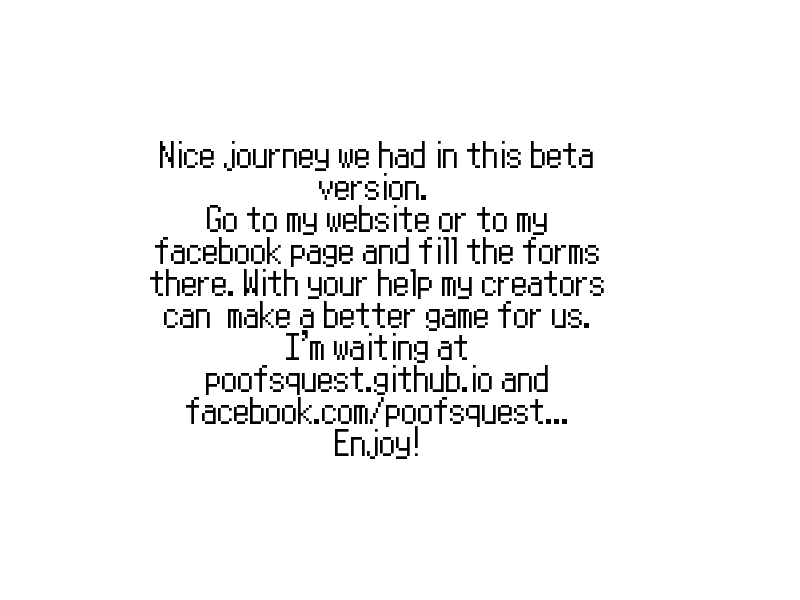 Nice journey we had in this beta
version.
Go to my website or to my
facebook page and fill the forms
there. With your help my creators
can  make a better game for us.
I'm waiting at
poofsquest.github.io and
facebook.com/poofsquest...
Enjoy!